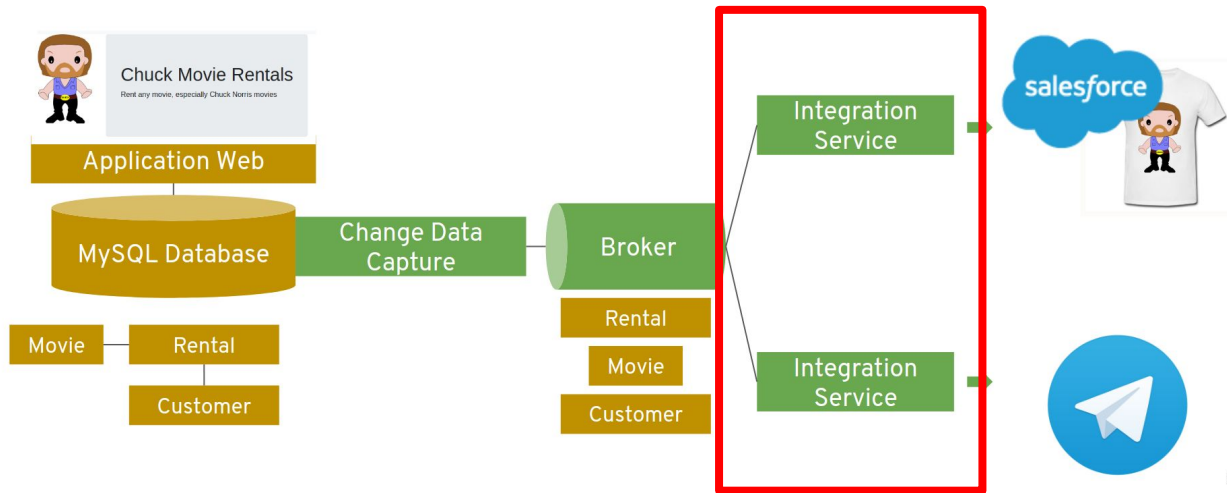 Chuck Movie Rentals
Rent any movie, especially Chuck Norris movies
Application Web
MySQL Database
Change Data
Capture
Broker
Movie
Rental
Customer
Rental
Movie
Customer
Integration
Service
salesforce
Integration
Service